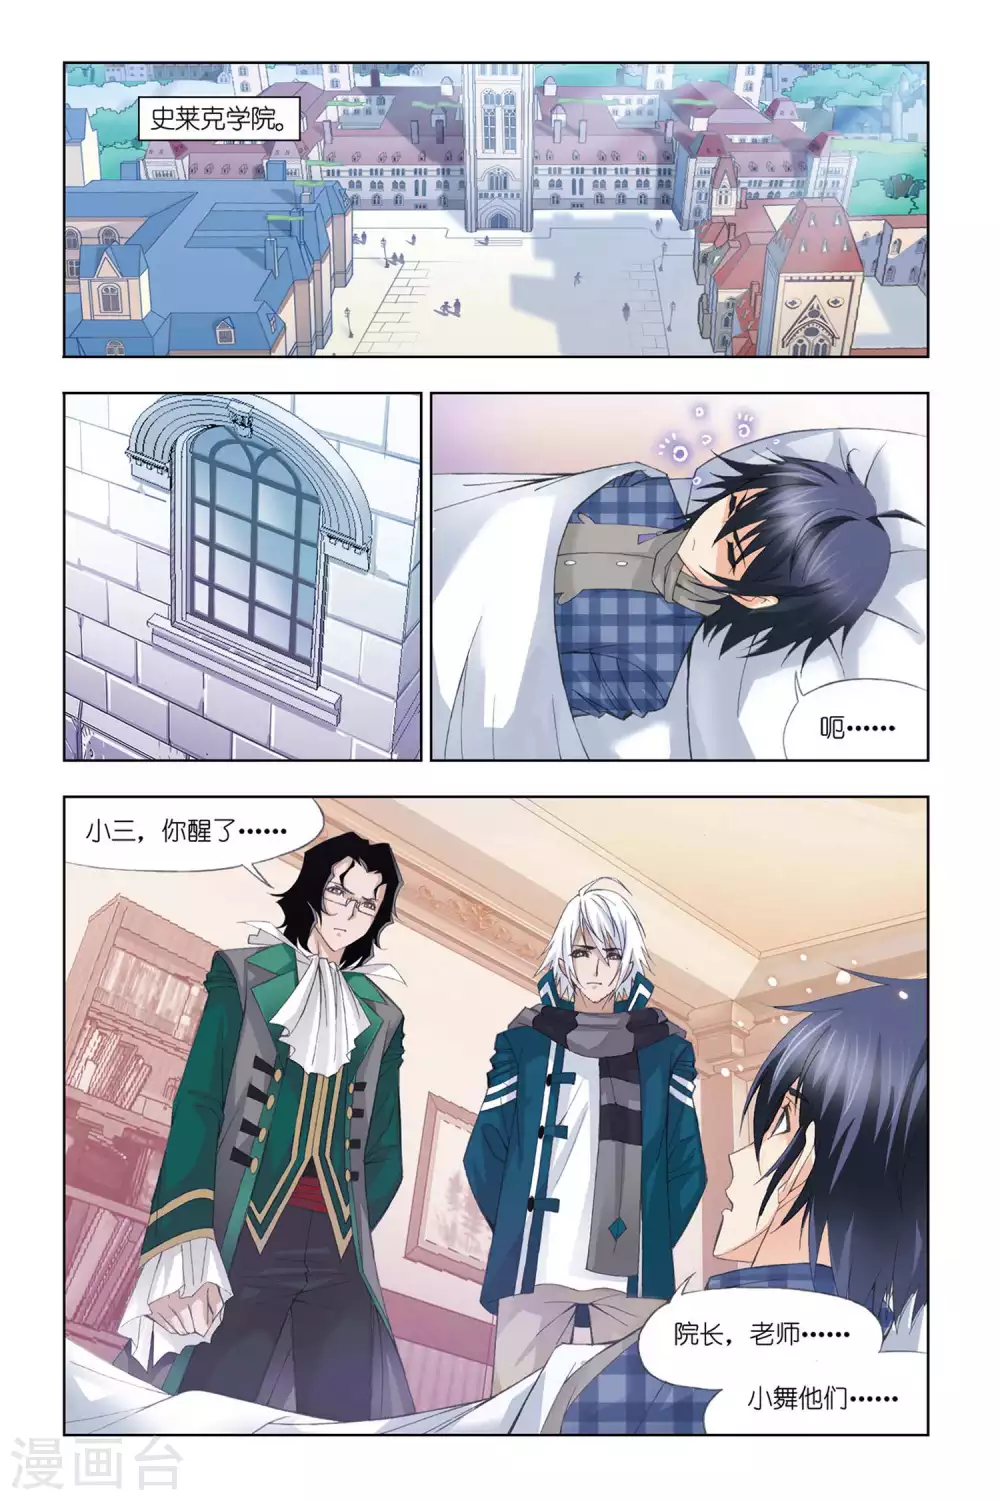 史莱克学院。
呃……
小三，你醒了……
院长，老师……
小舞他们……
漫画台